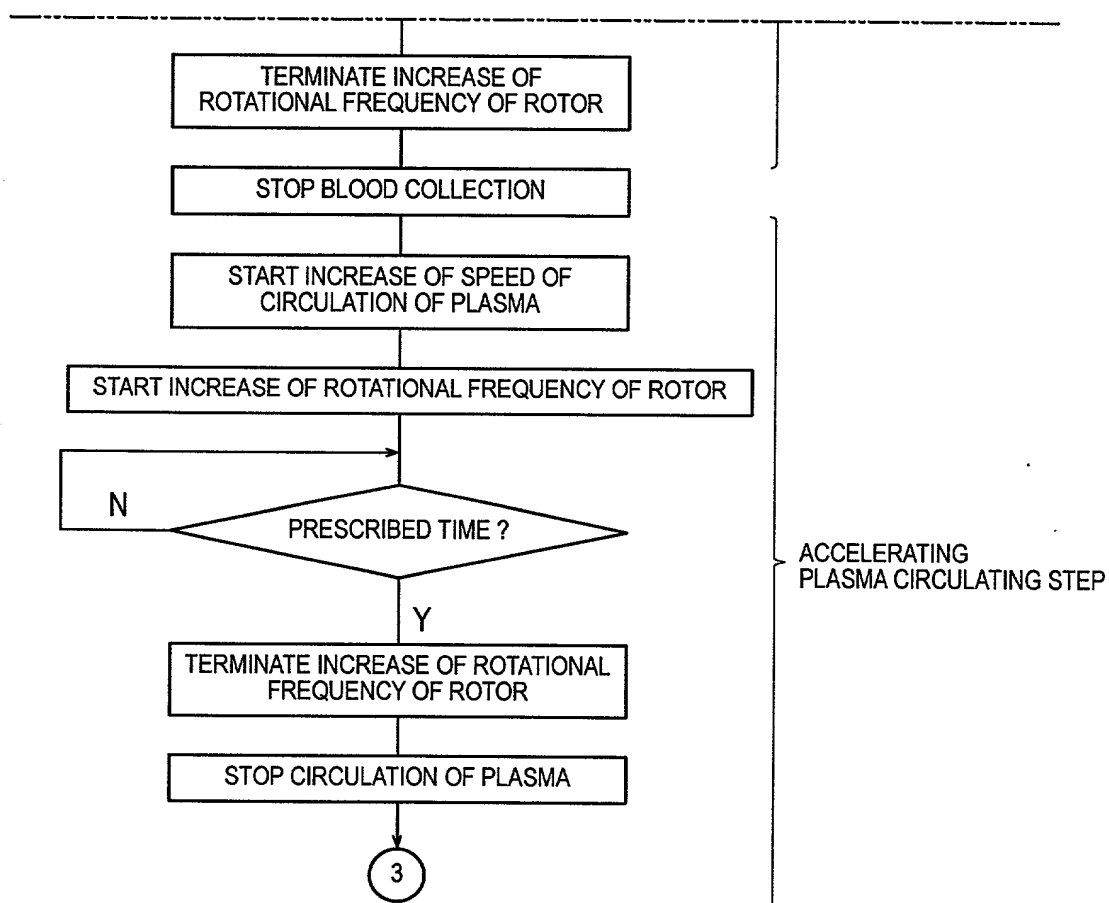 TERMINATE INCREASE OF
ROTATIONAL FREQUENCY OF ROTOR
STOP BLOOD COLLECTION
START INCREASE OF SPEED OF
CIRCULATION OF PLASMA
START INCREASE OF ROTATIONAL FREQUENCY OF ROTOR
N
PRESCRIBED TIME ?
ACCELERATING
PLASMA CIRCULATING STEP
Y
TERMINATE INCREASE OF ROTATIONAL
FREQUENCY OF ROTOR
STOP CIRCULATION OF PLASMA
3